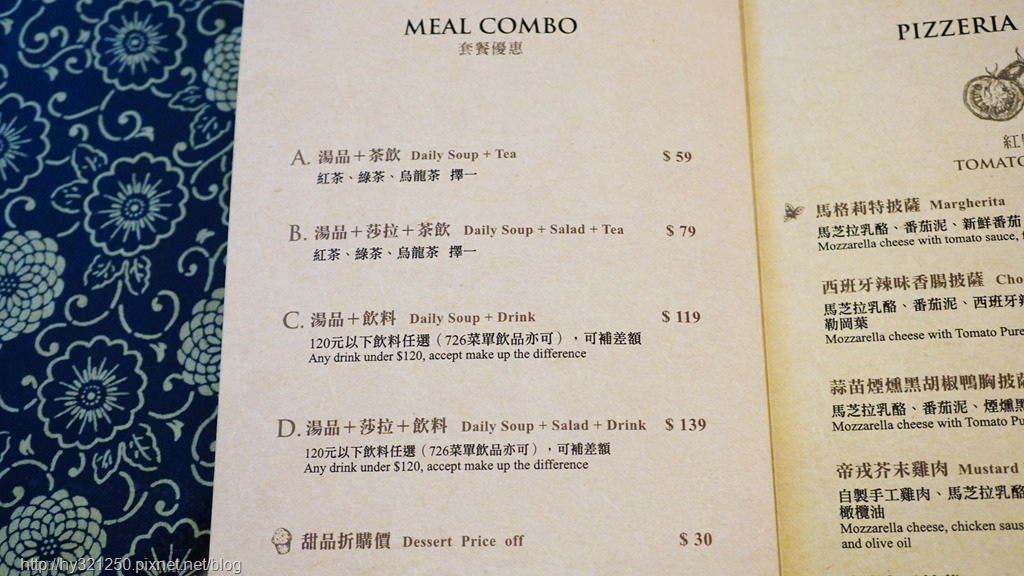 MEAL COMBO
套餐優惠
A. 湯品＋茶飲 Daily Soup + Tea $ 59
紅茶、綠茶、烏龍茶 擇一
B. 湯品＋莎拉＋茶飲 Daily Soup + Salad + Tea $ 79
紅茶、綠茶、烏龍茶 擇一
C. 湯品＋飲料 Daily Soup + Drink $ 119
120元以下飲料任選（726菜單飲品亦可），可補差額
Any drink under $120, accept make up the difference
D. 湯品＋莎拉＋飲料 Daily Soup + Salad + Drink $ 139
120元以下飲料任選（726菜單飲品亦可），可補差額
Any drink under $120, accept make up the difference
甜品折購價 Dessert Price off $ 30
PIZZERIA
紅
TOMATO
馬格莉特披薩 Margherita
馬芝拉乳酪、番茄泥、新鮮番茄
Mozzarella cheese with tomato sauce,
西班牙辣味香腸披薩 Cho
馬芝拉乳酪、番茄泥、西班牙辣
勒岡葉
Mozzarella cheese with Tomato Pure
蒜苗煙燻黑胡椒鴨胸披薩
馬芝拉乳酪、番茄泥、煙燻黑
Mozzarella cheese with Tomato Pu
帝戎芥末雞肉 Mustard
自製手工雞肉、馬芝拉乳酪
橄欖油
Mozzarella cheese, chicken saus
and olive oil
http://hy321250.pixnet.net/blog